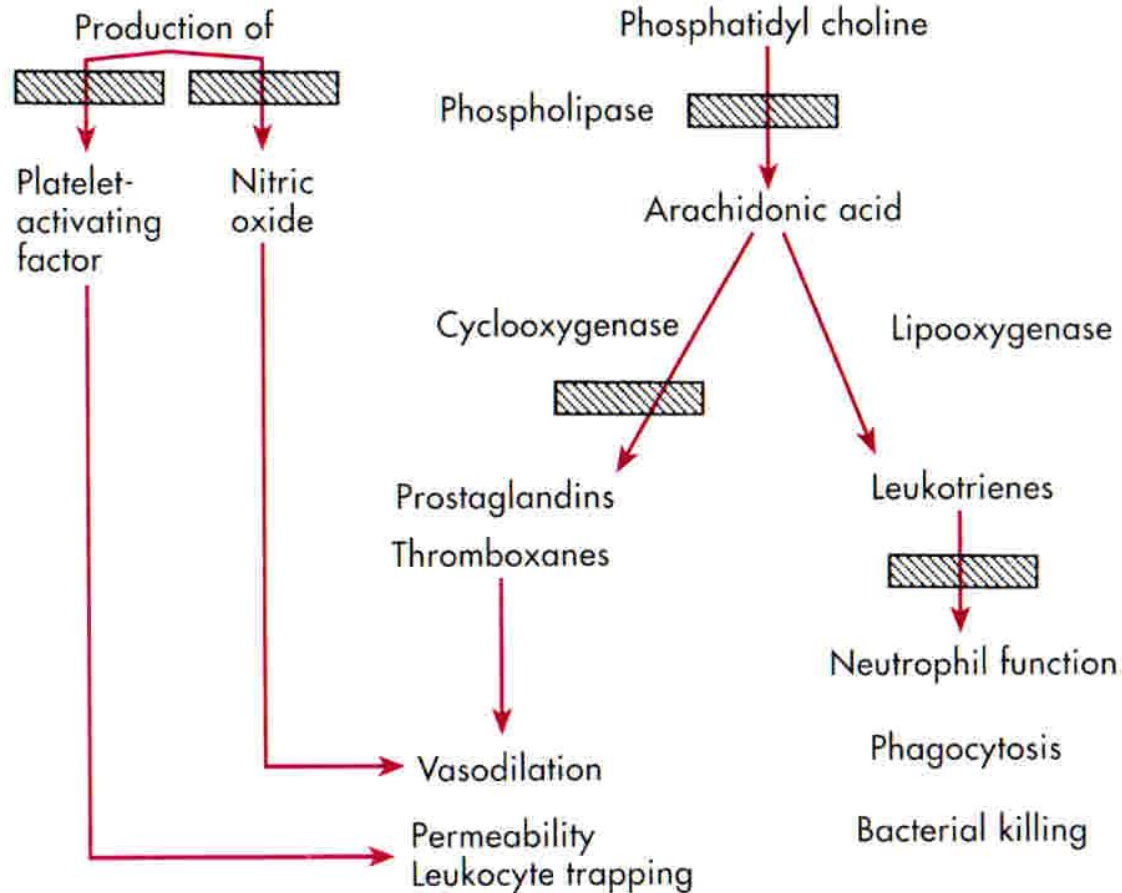 Production of
Platelet-
activating
factor
Nitric
oxide
Phosphatidyl choline
Phospholipase
Arachidonic acid
Cyclooxygenase
Lipooxygenase
Prostaglandins
Thromboxanes
Leukotrienes
Neutrophil function
Phagocytosis
Bacterial killing
Vasodilation
Permeability
Leukocyte trapping